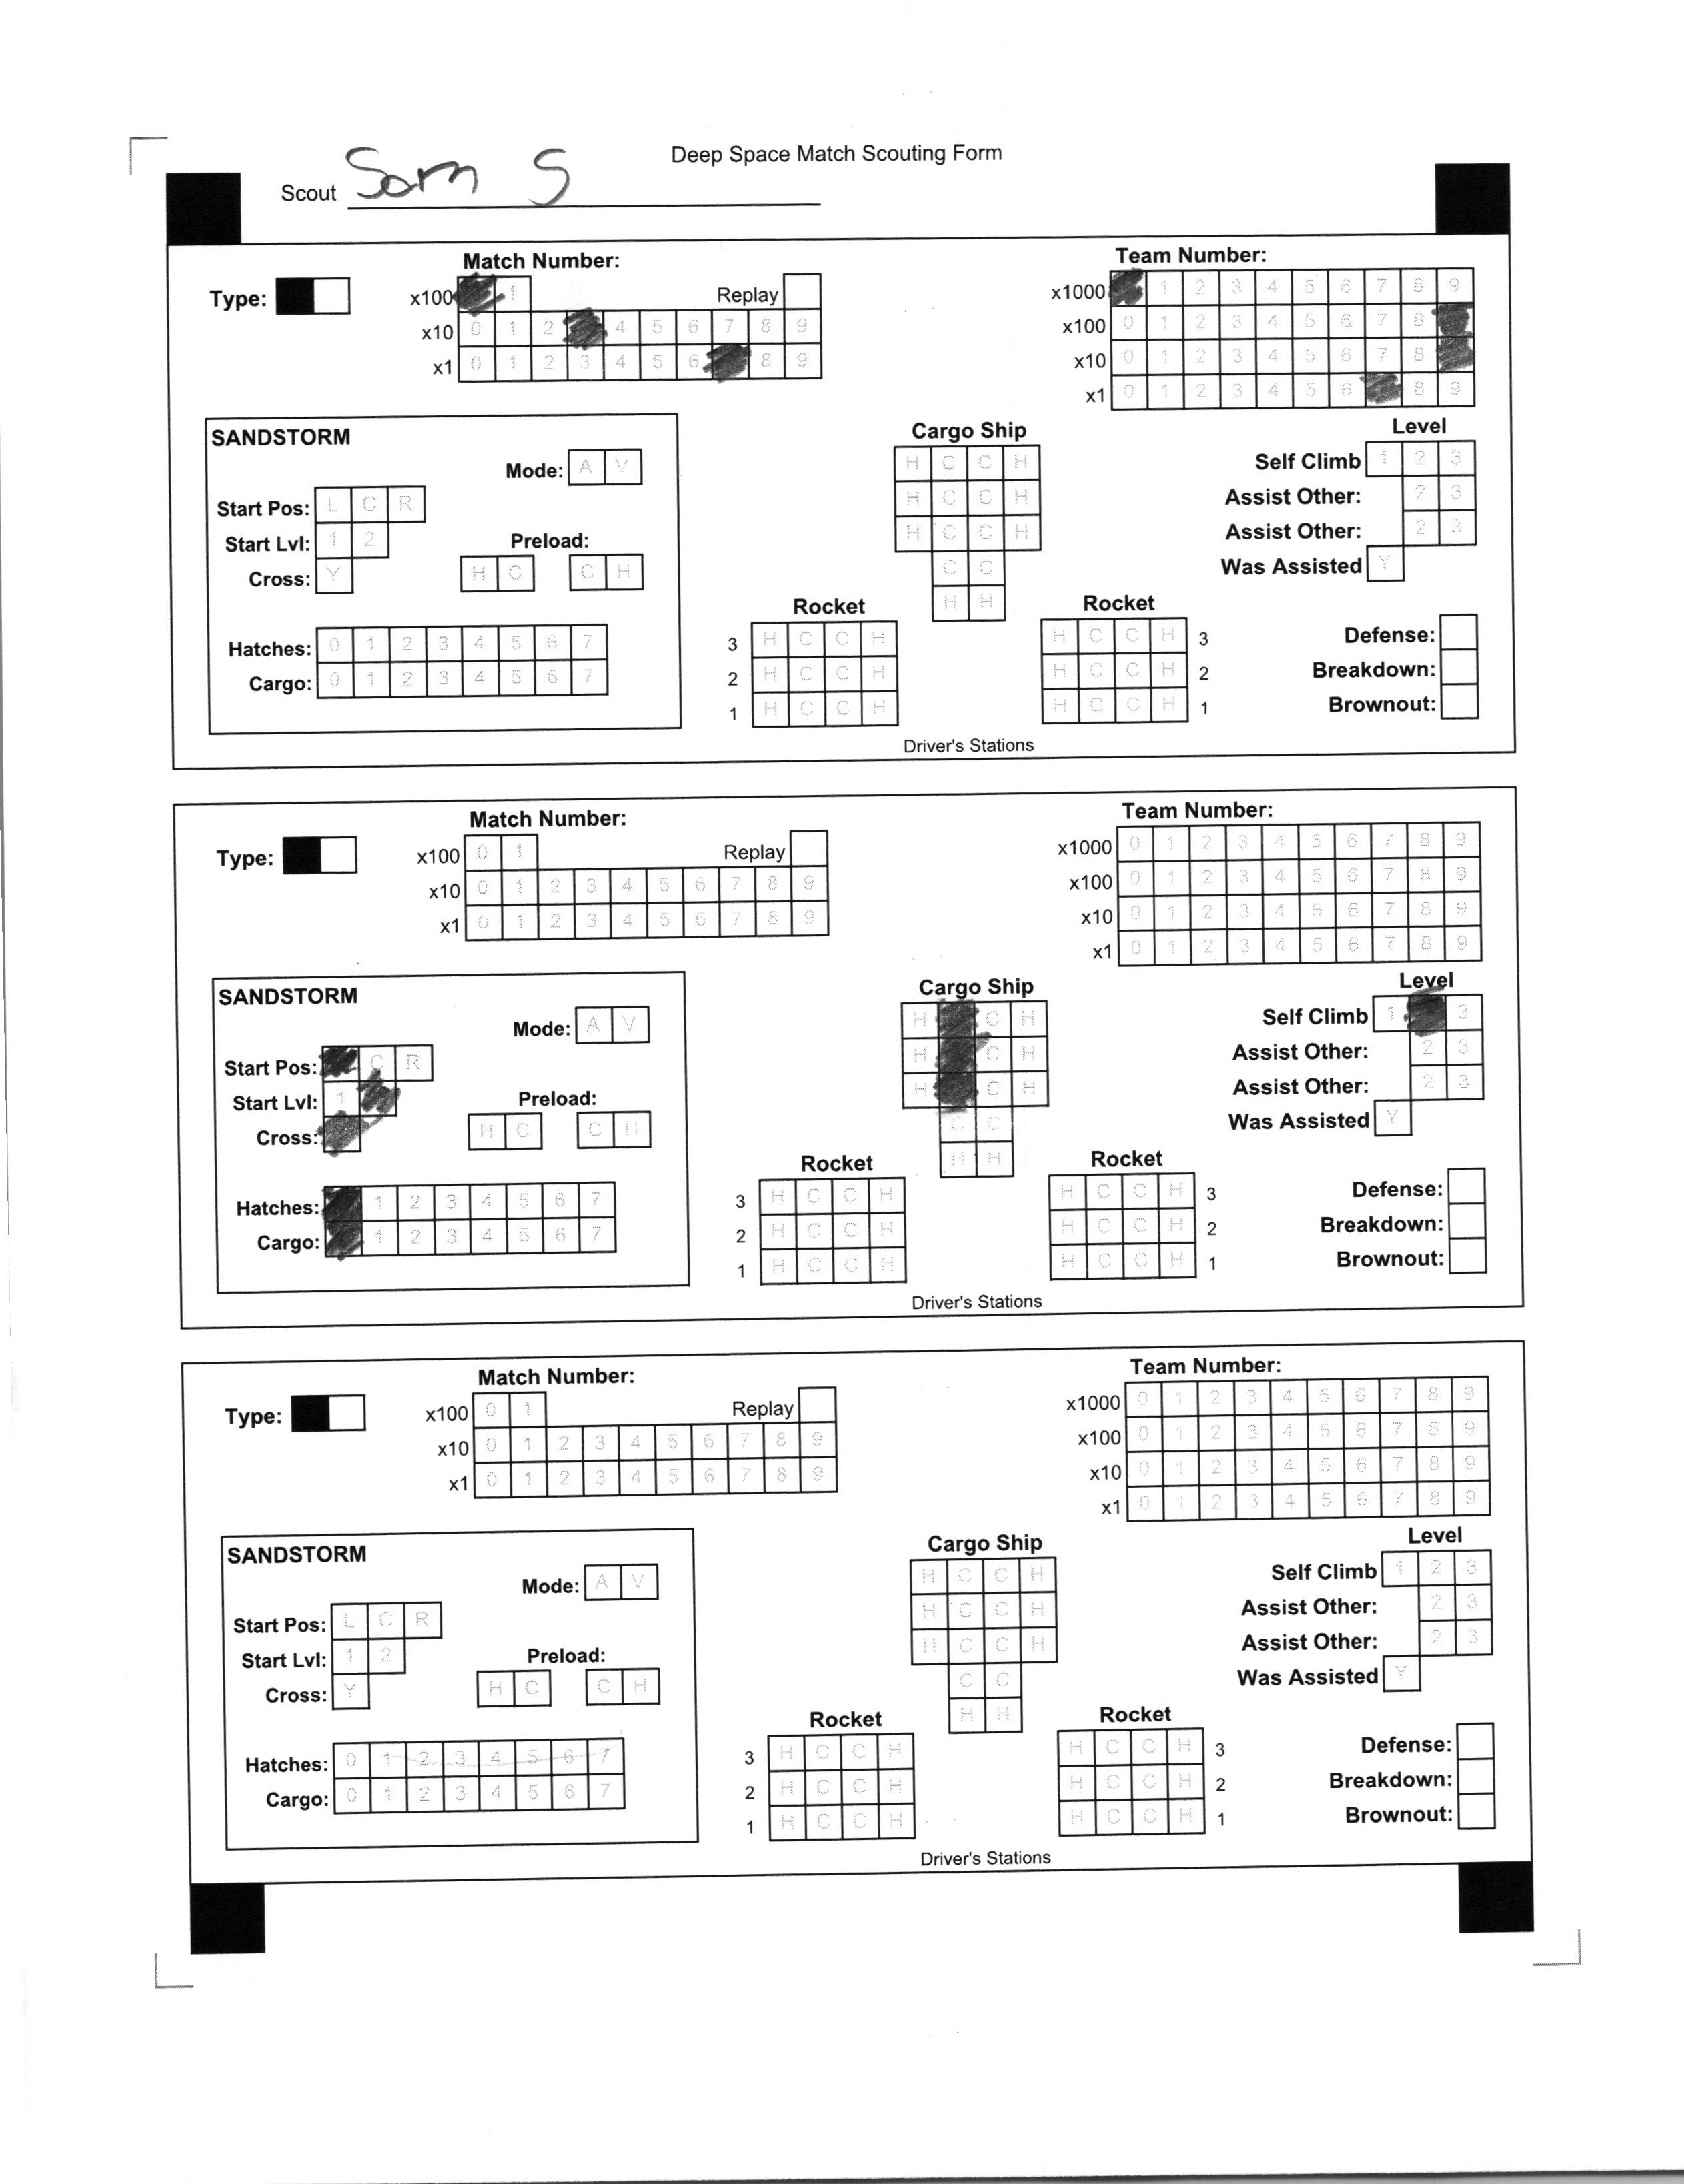 Deep Space Match Scouting Form
Scout Sam S
Match Number:
Team Number:
Type:
x100 1 Replay
x10 0 1 2 4 5 6 7 8 9
x1 0 1 2 3 4 5 6 8 9
x1000 1 2 3 4 5 6 7 8 9
x100 0 1 2 3 4 5 6 7 8
x10 0 1 2 3 4 5 6 7 8
x1 0 1 2 3 4 5 6 8 9
SANDSTORM
Mode: A V
Start Pos: L C R
Start Lvl: 1 2
Cross: Y
Preload:
H C C H
Hatches: 0 1 2 3 4 5 6 7
Cargo: 0 1 2 3 4 5 6 7
Cargo Ship
H C C H
H C C H
H C C H
C C
H H
Rocket
3 H C C H
2 H C C H
1 H C C H
Rocket
H C C H 3
H C C H 2
H C C H 1
Driver's Stations
Level
Self Climb 1 2 3
Assist Other: 2 3
Assist Other: 2 3
Was Assisted Y
Defense:
Breakdown:
Brownout:
Match Number:
Team Number:
Type:
x100 0 1 Replay
x10 0 1 2 3 4 5 6 7 8 9
x1 0 1 2 3 4 5 6 7 8 9
x1000 0 1 2 3 4 5 6 7 8 9
x100 0 1 2 3 4 5 6 7 8 9
x10 0 1 2 3 4 5 6 7 8 9
x1 0 1 2 3 4 5 6 7 8 9
SANDSTORM
Mode: A V
Start Pos: C R
Start Lvl: 1
Cross:
Preload:
H C C H
Hatches: 1 2 3 4 5 6 7
Cargo: 1 2 3 4 5 6 7
Cargo Ship
H C H
H C H
H C H
C C
H H
Rocket
3 H C C H
2 H C C H
1 H C C H
Rocket
H C C H 3
H C C H 2
H C C H 1
Driver's Stations
Level
Self Climb 1 3
Assist Other: 2 3
Assist Other: 2 3
Was Assisted Y
Defense:
Breakdown:
Brownout:
Match Number:
Team Number:
Type:
x100 0 1 Replay
x10 0 1 2 3 4 5 6 7 8 9
x1 0 1 2 3 4 5 6 7 8 9
x1000 0 1 2 3 4 5 6 7 8 9
x100 0 1 2 3 4 5 6 7 8 9
x10 0 1 2 3 4 5 6 7 8 9
x1 0 1 2 3 4 5 6 7 8 9
SANDSTORM
Mode: A V
Start Pos: L C R
Start Lvl: 1 2
Cross: Y
Preload:
H C C H
Hatches: 0 1 2 3 4 5 6 7
Cargo: 0 1 2 3 4 5 6 7
Cargo Ship
H C C H
H C C H
H C C H
C C
H H
Rocket
3 H C C H
2 H C C H
1 H C C H
Rocket
H C C H 3
H C C H 2
H C C H 1
Driver's Stations
Level
Self Climb 1 2 3
Assist Other: 2 3
Assist Other: 2 3
Was Assisted Y
Defense:
Breakdown:
Brownout: